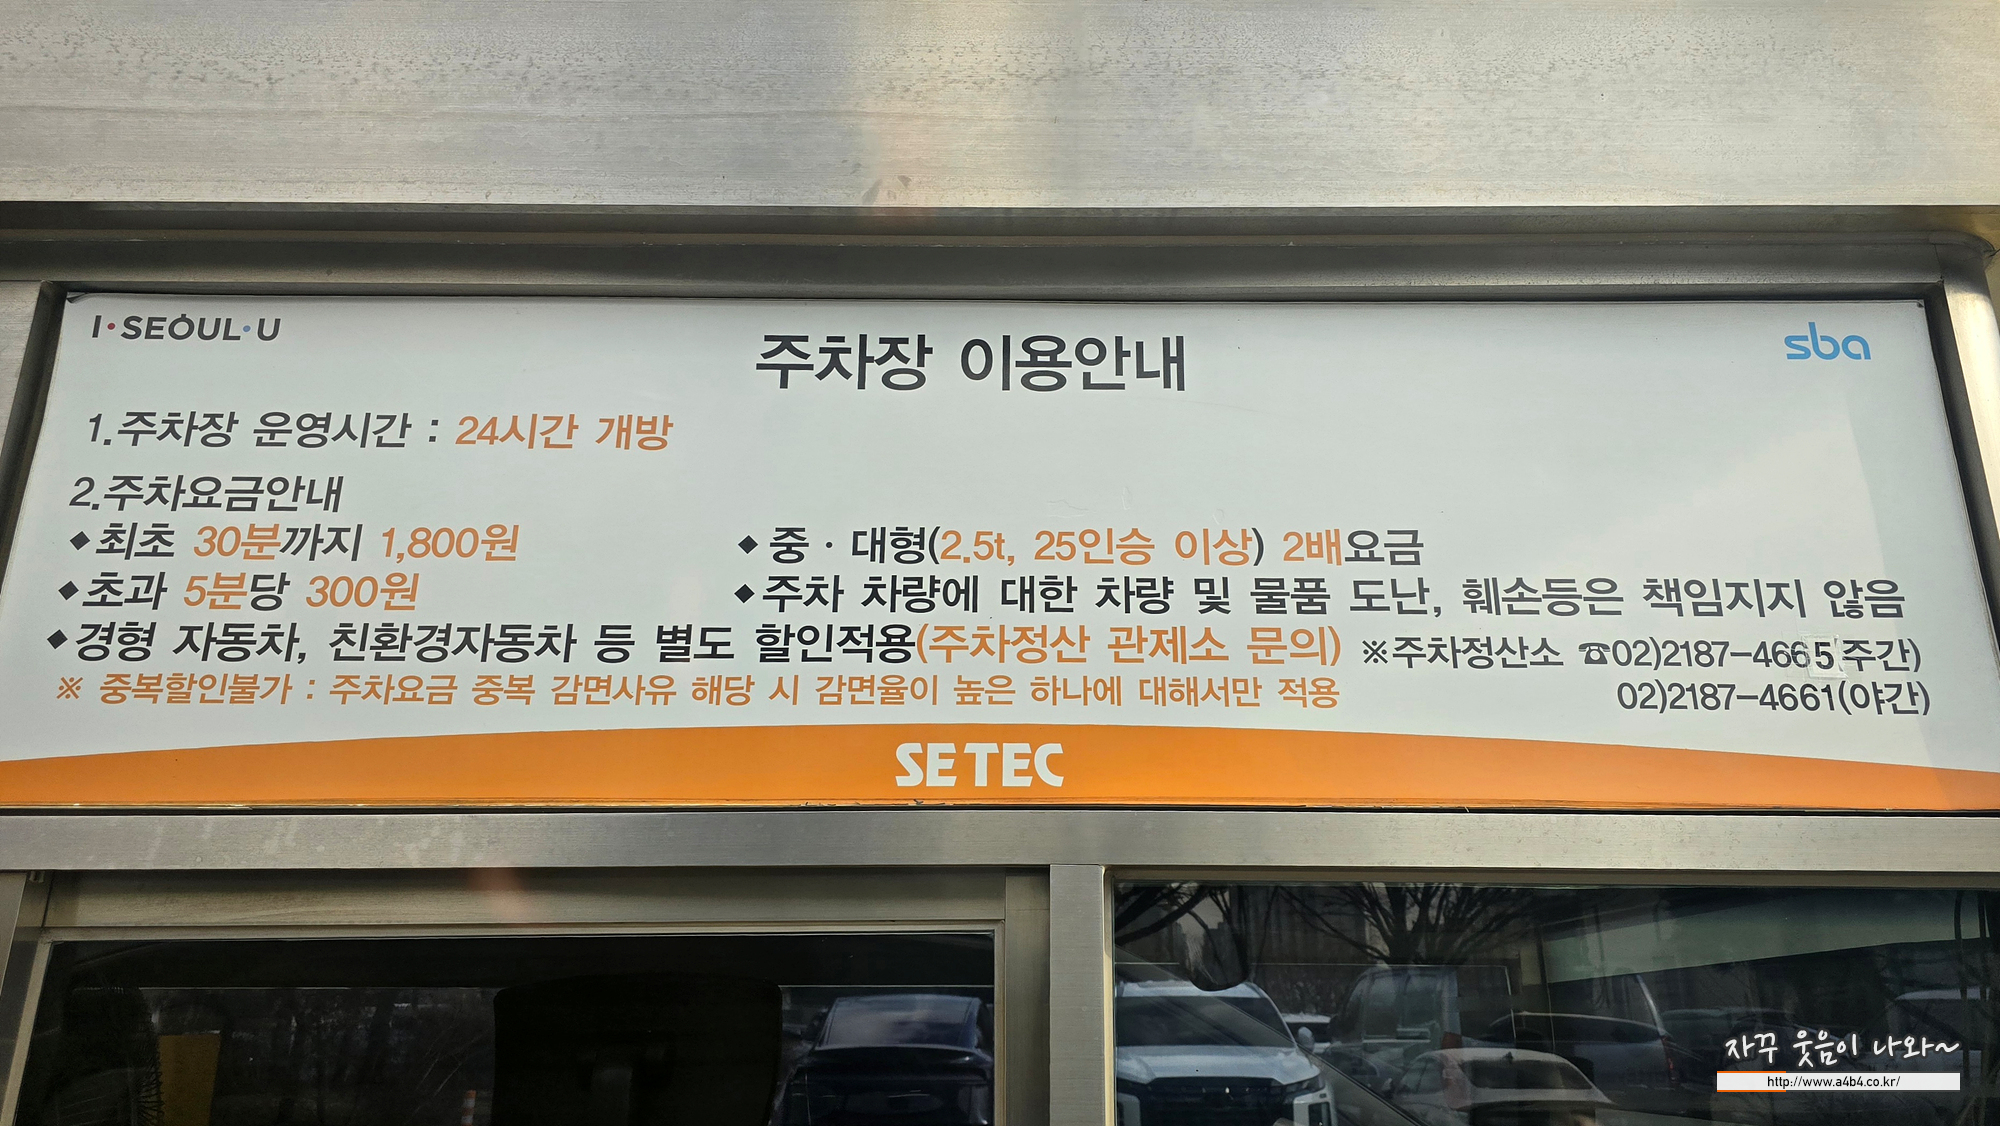 I·SEOUL·U
sba
주차장 이용안내
1.주차장 운영시간 : 24시간 개방
2.주차요금안내
◆최초 30분까지 1,800원
◆초과 5분당 300원
◆중 · 대형(2.5t, 25인승 이상) 2배요금
◆주차 차량에 대한 차량 및 물품 도난, 훼손등은 책임지지 않음
◆경형 자동차, 친환경자동차 등 별도 할인적용(주차정산 관제소 문의)
※ 중복할인불가 : 주차요금 중복 감면사유 해당 시 감면율이 높은 하나에 대해서만 적용
※주차정산소 ☎02)2187-4665 주간)
02)2187-4661(야간)
SETEC
자꾸 웃음이 나와~
http://www.a4b4.co.kr/